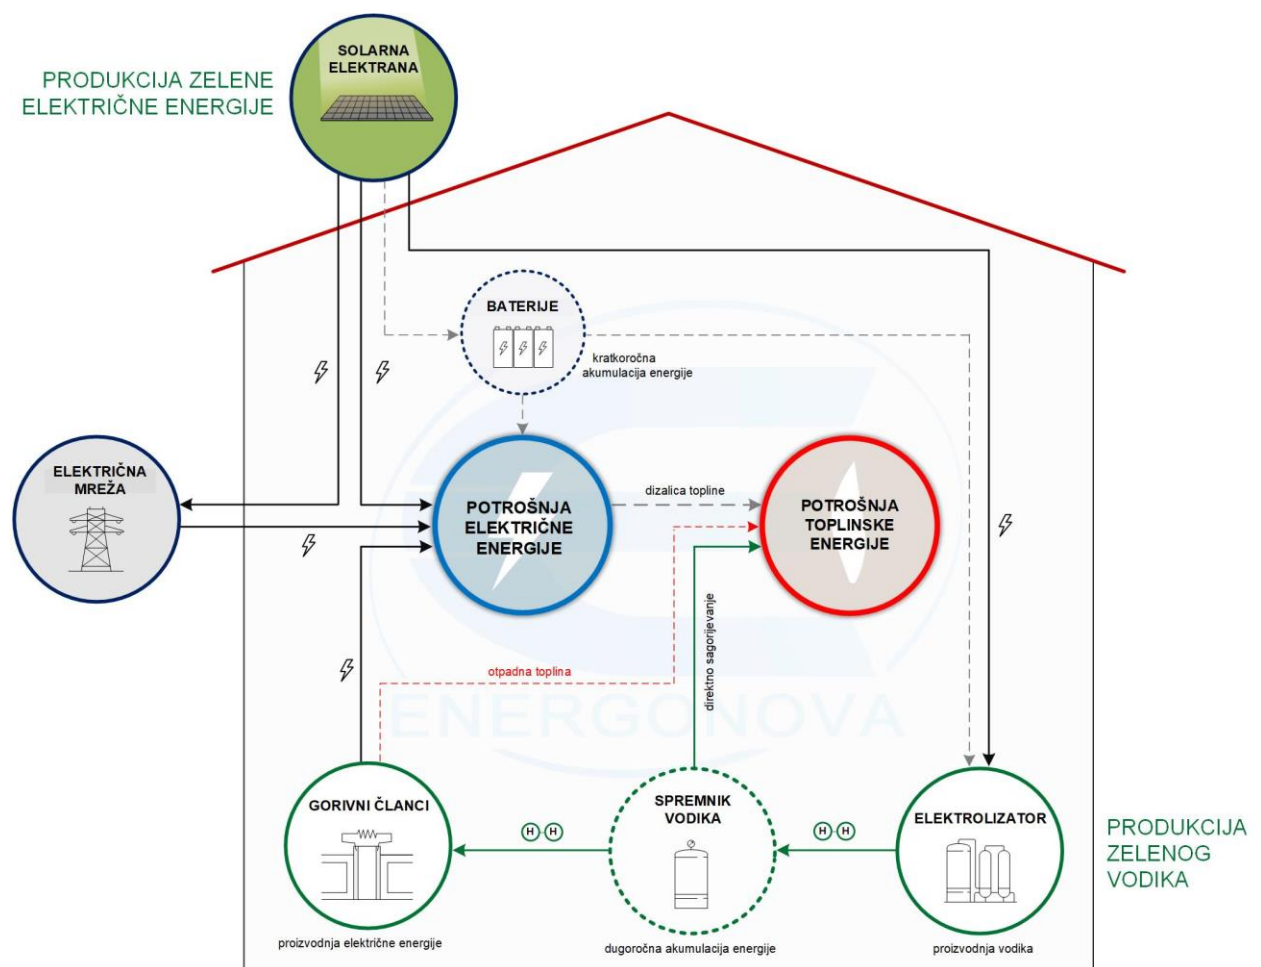 SOLARNA
ELEKTRANA
PRODUKCIJA ZELENE
ELEKTRIČNE ENERGIJE
BATERIJE
kratkoročna
akumulacija energije
ELEKTRIČNA
MREŽA
POTROŠNJA
ELEKTRIČNE
ENERGIJE
dizalica topline
POTROŠNJA
TOPLINSKE
ENERGIJE
direktno sagorijevanje
otpadna toplina
ENERGONOVA
GORIVNI ČLANCI
proizvodnja električne energije
H-H
SPREMNIK
VODIKA
dugoročna akumulacija energije
H-H
ELEKTROLIZATOR
proizvodnja vodika
PRODUKCIJA
ZELENOG
VODIKA